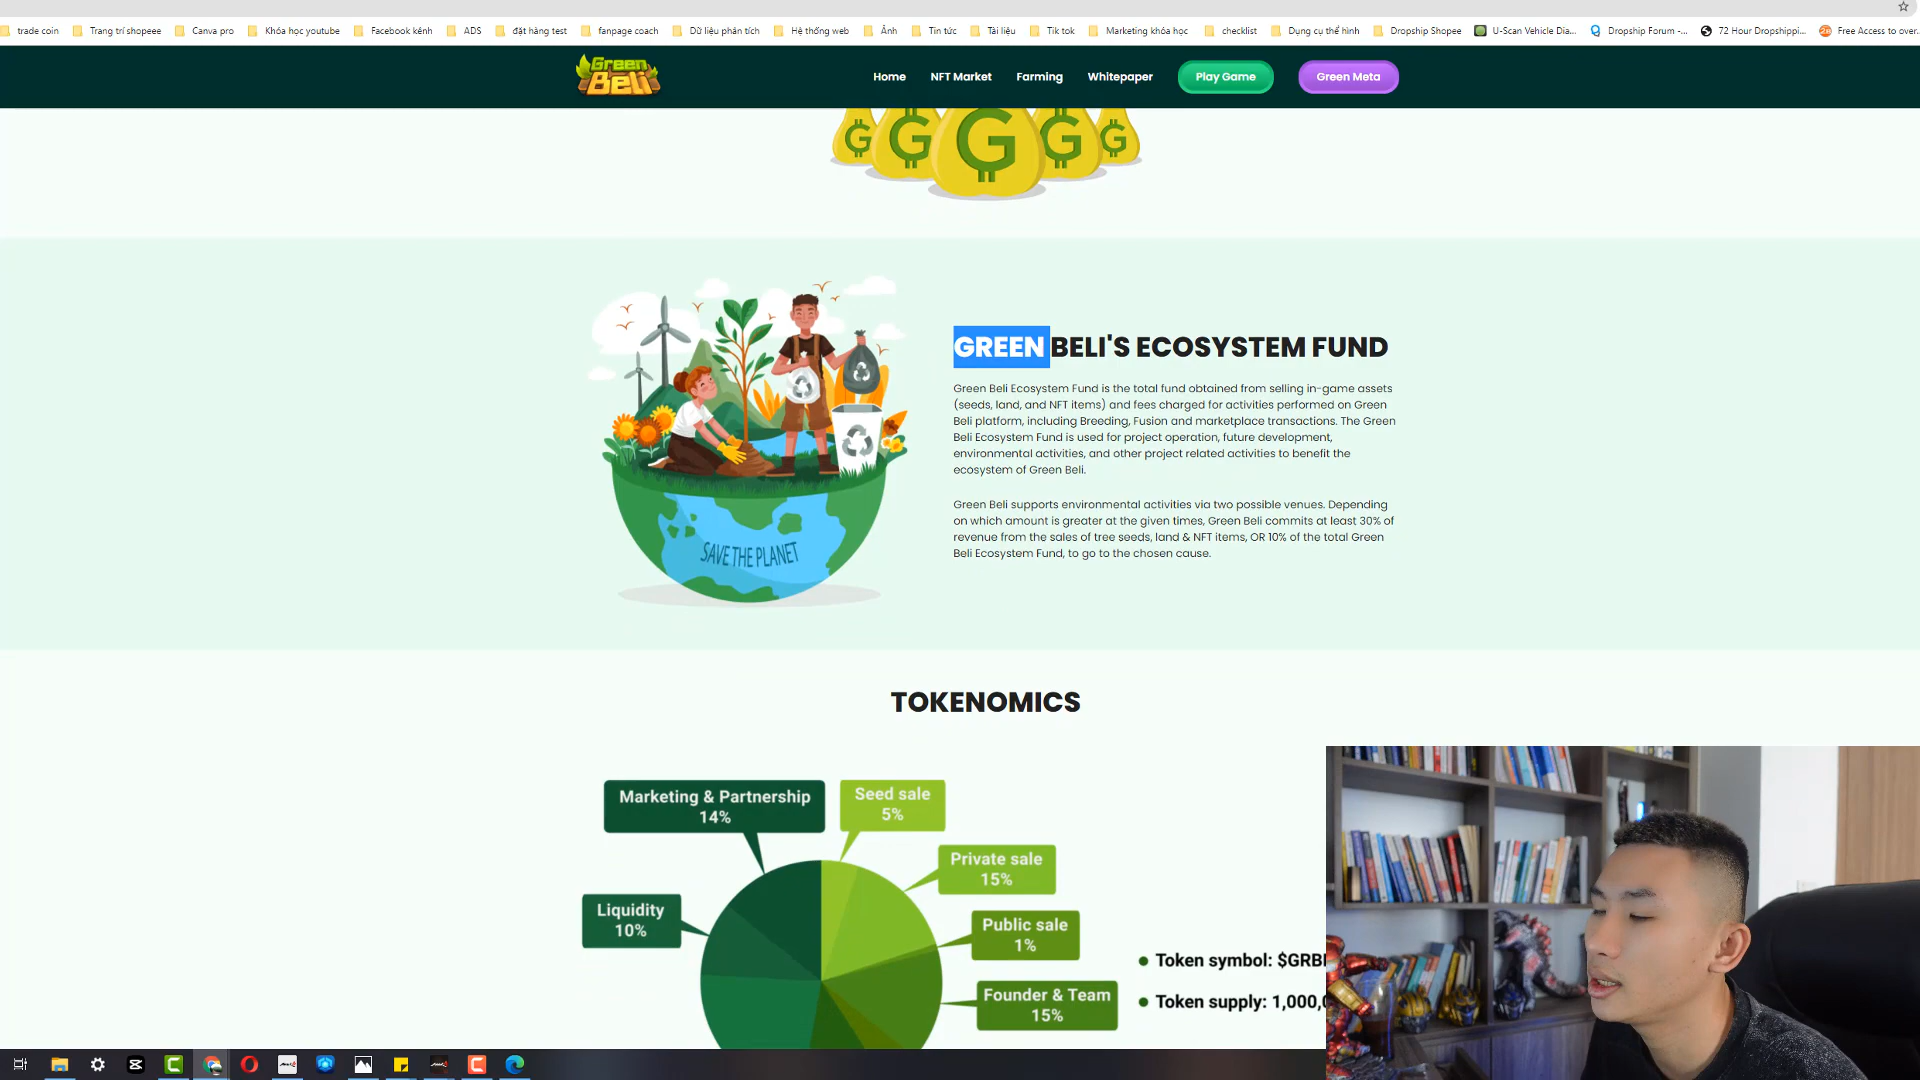 trade coin Trang trí shopeee Canva pro Khóa học youtube Facebook kênh ADS đặt hàng test fanpage coach Dữ liệu phân tích Hệ thống web Ảnh Tin tức Tài liệu Tik tok Marketing khóa học checklist Dụng cụ thể hình Dropship Shopee U-Scan Vehicle Dia... Dropship Forum -... 72 Hour Dropshippi... Free Access to over...
Green
Beli
Home NFT Market Farming Whitepaper Play Game Green Meta
G G G G G
GREEN BELI'S ECOSYSTEM FUND
Green Beli Ecosystem Fund is the total fund obtained from selling in-game assets
(seeds, land, and NFT items) and fees charged for activities performed on Green
Beli platform, including Breeding, Fusion and marketplace transactions. The Green
Beli Ecosystem Fund is used for project operation, future development,
environmental activities, and other project related activities to benefit the
ecosystem of Green Beli.
Green Beli supports environmental activities via two possible venues. Depending
on which amount is greater at the given times, Green Beli commits at least 30% of
revenue from the sales of tree seeds, land & NFT items, OR 10% of the total Green
Beli Ecosystem Fund, to go to the chosen cause.
SAVE THE PLANET
TOKENOMICS
Marketing & Partnership
14%
Seed sale
5%
Private sale
15%
Liquidity
10%
Public sale
1%
Founder & Team
15%
Token symbol: $GRB
Token supply: 1,000,